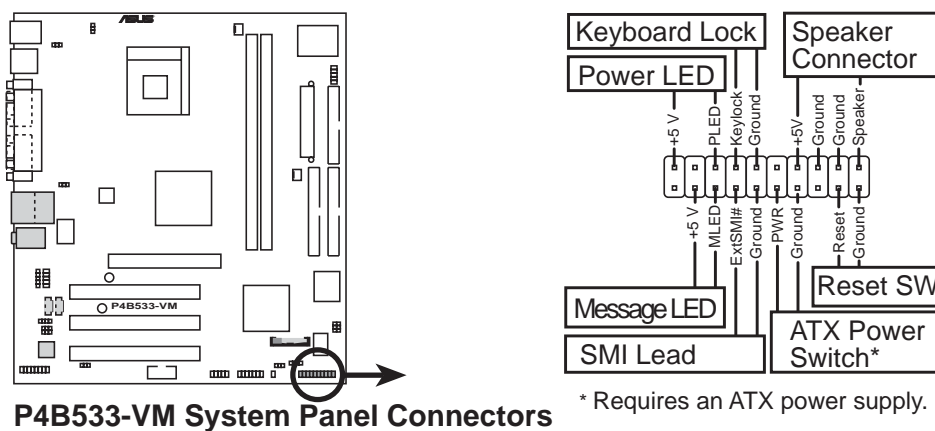 ASUS
P4B533-VM
P4B533-VM System Panel Connectors
Keyboard Lock
Power LED
Speaker
Connector
+5 V
PLED
Keylock
Ground
+5V
Ground
Ground
Speaker
+5 V
MLED
ExtSMI#
Ground
PWR
Ground
Reset
Ground
Message LED
SMI Lead
Reset SW
ATX Power
Switch*
* Requires an ATX power supply.